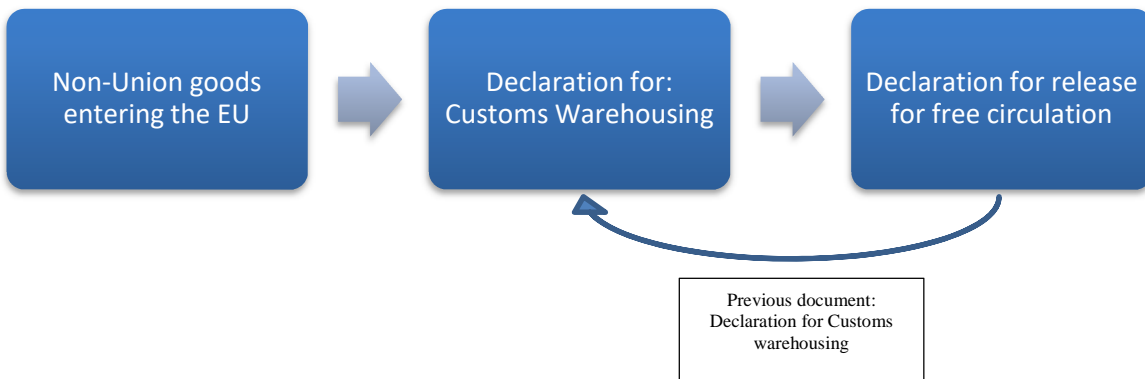 Non-Union goods
entering the EU
Declaration for:
Customs Warehousing
Declaration for release
for free circulation
Previous document:
Declaration for Customs
warehousing